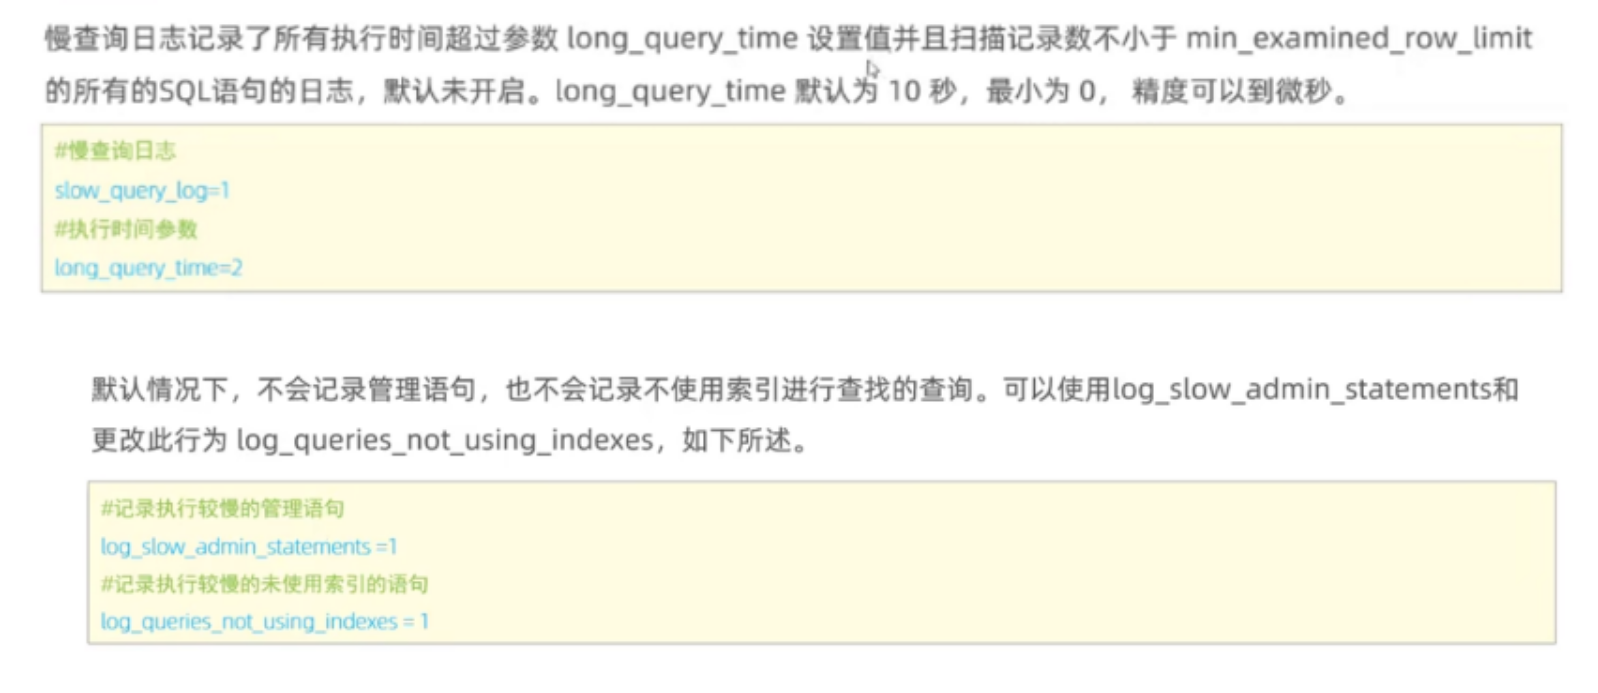 慢查询日志记录了所有执行时间超过参数 long_query_time 设置值并且扫描记录数不小于 min_examined_row_limit
的所有的SQL语句的日志，默认未开启。long_query_time 默认为 10 秒，最小为 0， 精度可以到微秒。
#慢查询日志
slow_query_log=1
#执行时间参数
long_query_time=2
默认情况下，不会记录管理语句，也不会记录不使用索引进行查找的查询。可以使用log_slow_admin_statements和
更改此行为 log_queries_not_using_indexes，如下所述。
#记录执行较慢的管理语句
log_slow_admin_statements =1
#记录执行较慢的未使用索引的语句
log_queries_not_using_indexes = 1